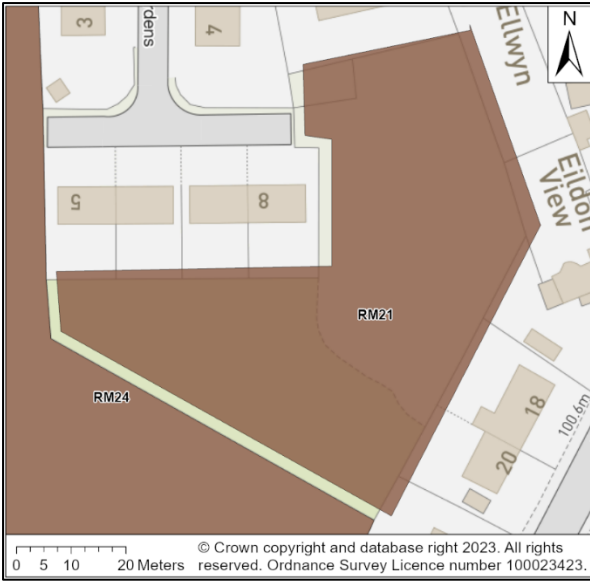 N
3
4
rdens
Ellwyn
Eildon
View
5
8
RM21
RM24
18
20
100.6m
0 5 10 20 Meters
© Crown copyright and database right 2023. All rights
reserved. Ordnance Survey Licence number 100023423.